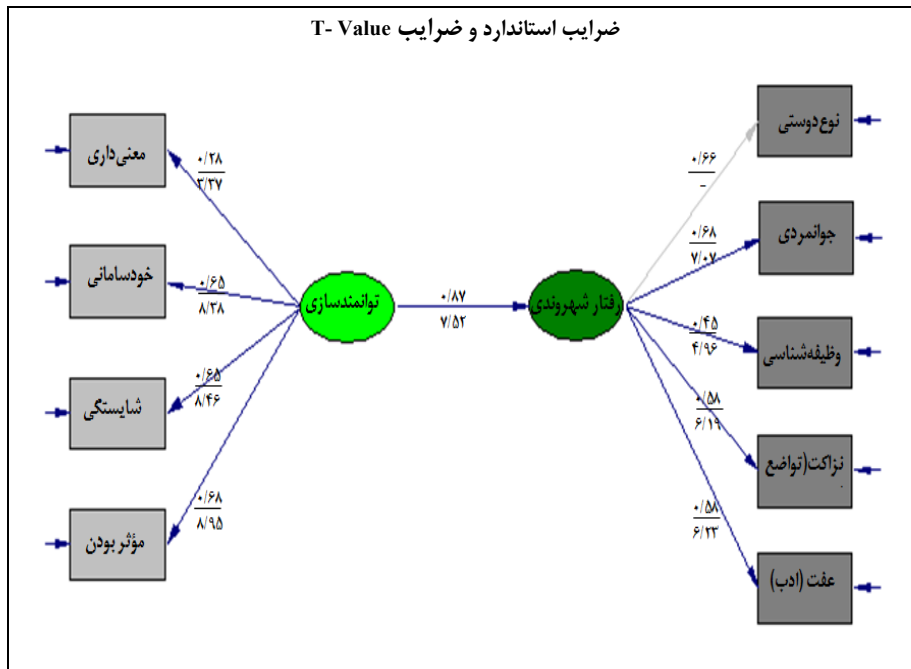 ضرایب استاندارد و ضرایب T- Value
معنی‌داری
خودسامانی
شایستگی
مؤثر بودن
۰/۲۸
۳/۳۷
۰/۶۵
۸/۳۸
۰/۶۵
۸/۴۶
۰/۶۸
۸/۹۵
توانمندسازی
۰/۸۷
۷/۵۲
رفتار شهروندی
۰/۶۶
-
۰/۶۸
۷/۰۷
۰/۴۵
۴/۹۶
۰/۵۸
۶/۱۹
۰/۵۸
۶/۲۳
نوع‌دوستی
جوانمردی
وظیفه‌شناسی
نزاکت(تواضع
عفت (ادب)